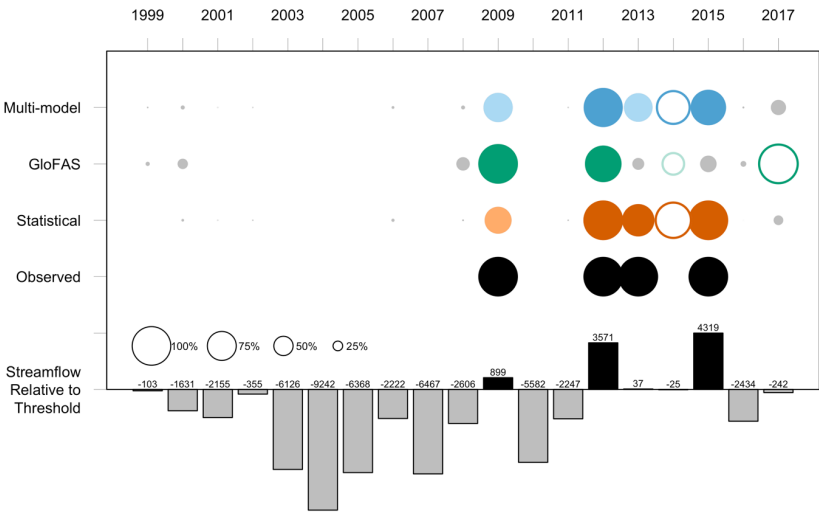 1999 2001 2003 2005 2007 2009 2011 2013 2015 2017
Multi-model
GloFAS
Statistical
Observed
100% 75% 50% 25%
Streamflow
Relative to
Threshold
-103 -1631 -2155 -355 -6126 -9242 -6368 -2222 -6467 -2606 899 -5582 -2247 3571 37 -25 4319 -2434 -242